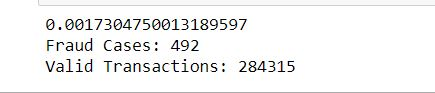 0.0017304750013189597
Fraud Cases: 492
Valid Transactions: 284315